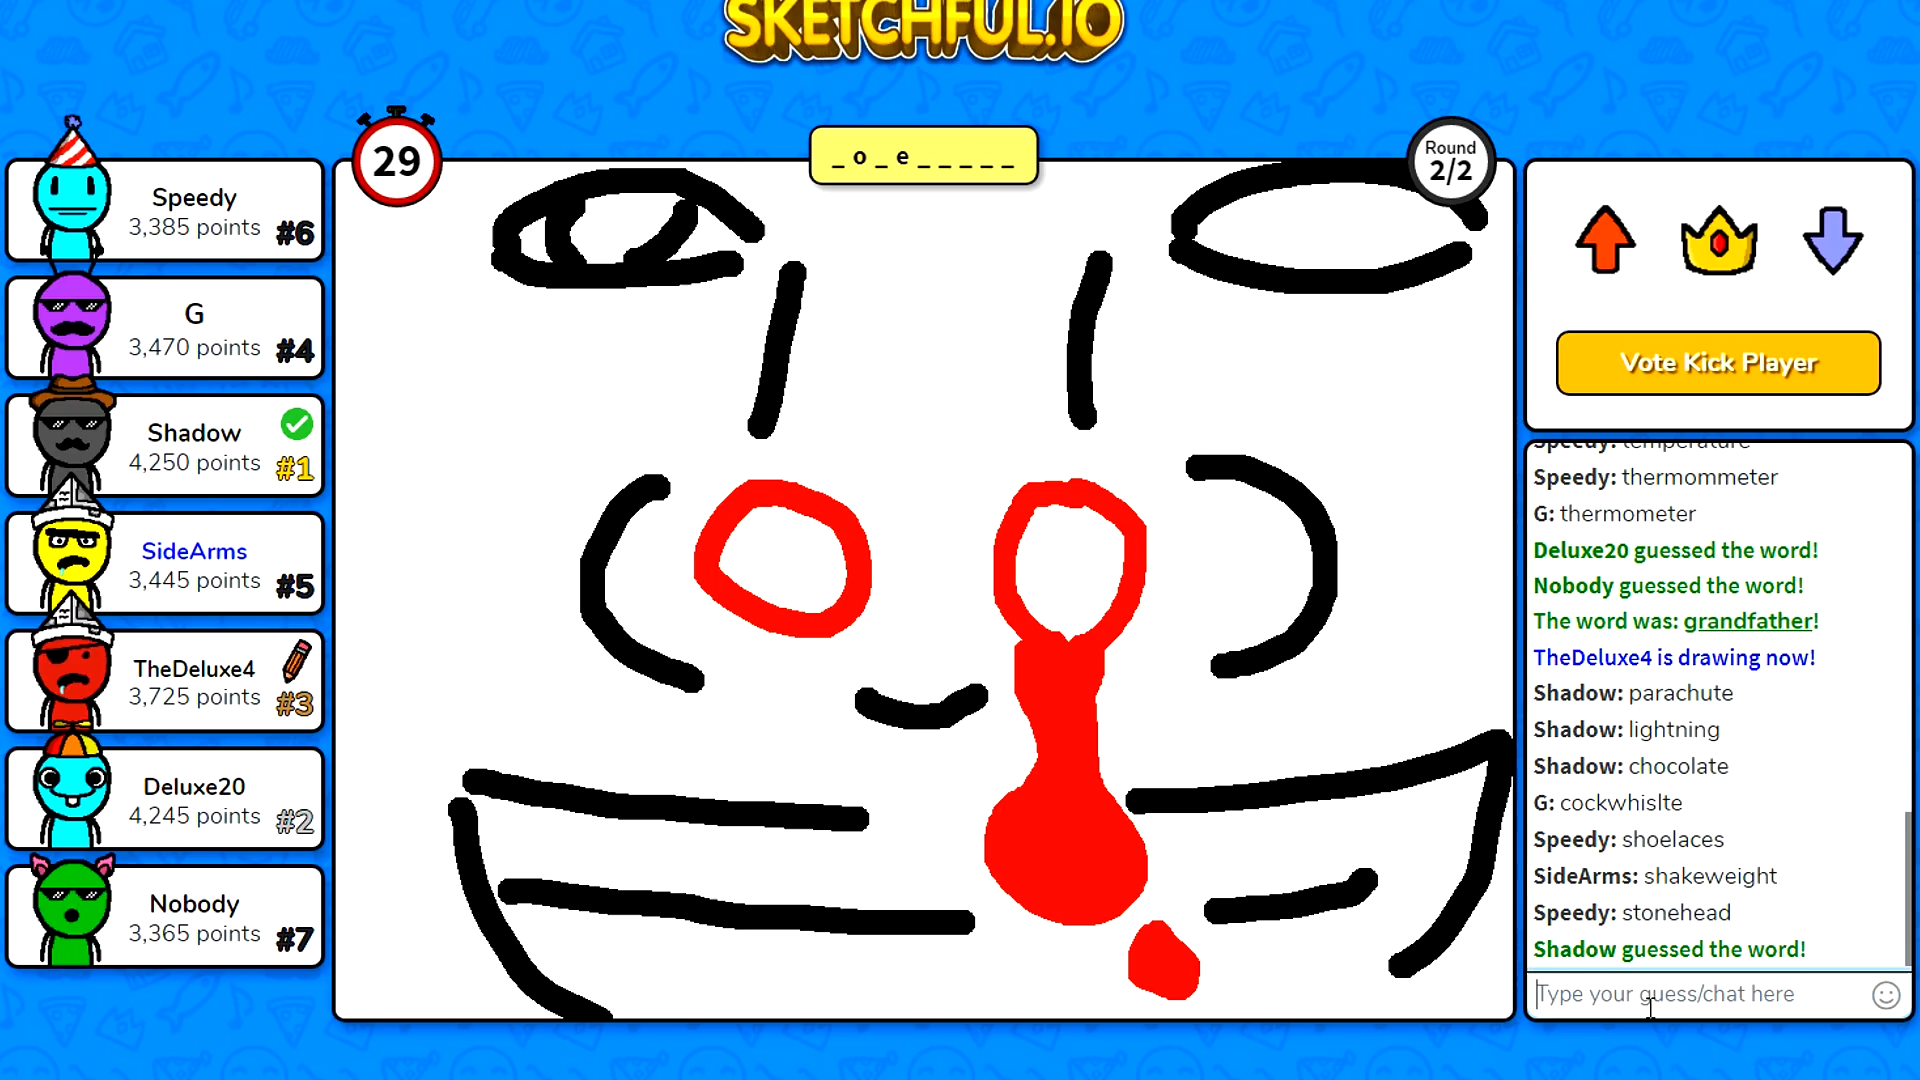 SKETCHFUL.IO
29
_ o _ e _ _ _ _ _
Round
2/2
Speedy
3,385 points
#6
G
3,470 points
#4
Shadow
4,250 points
#1
SideArms
3,445 points
#5
TheDeluxe4
3,725 points
#3
Deluxe20
4,245 points
#2
Nobody
3,365 points
#7
Vote Kick Player
Speedy: temperature
Speedy: thermommeter
G: thermometer
Deluxe20 guessed the word!
Nobody guessed the word!
The word was: grandfather!
TheDeluxe4 is drawing now!
Shadow: parachute
Shadow: lightning
Shadow: chocolate
G: cockwhislte
Speedy: shoelaces
SideArms: shakeweight
Speedy: stonehead
Shadow guessed the word!
Type your guess/chat here